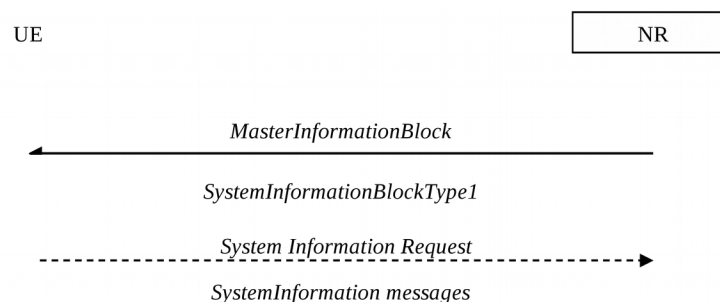 UE
NR
MasterInformationBlock
SystemInformationBlockType1
System Information Request
SystemInformation messages